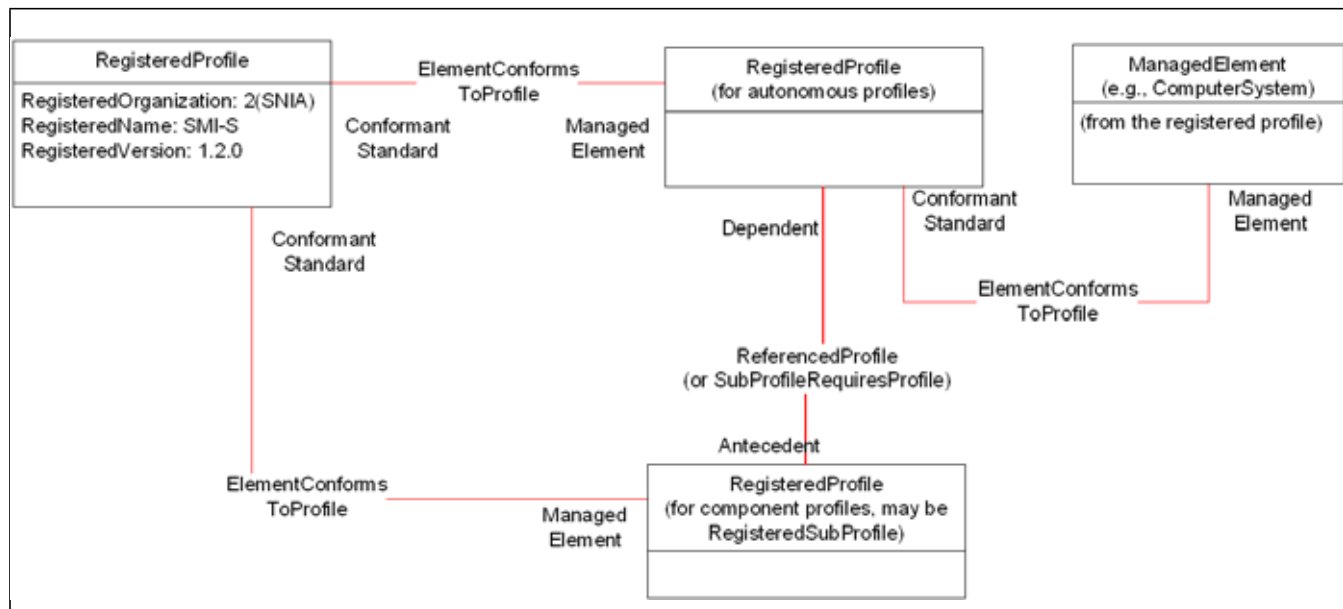 RegisteredProfile
RegisteredOrganization: 2(SNIA)
RegisteredName: SMI-S
RegisteredVersion: 1.2.0
ElementConforms
ToProfile
Conformant
Standard
Managed
Element
RegisteredProfile
(for autonomous profiles)
ManagedElement
(e.g., ComputerSystem)
(from the registered profile)
Conformant
Standard
Dependent
Conformant
Standard
Managed
Element
ElementConforms
ToProfile
ReferencedProfile
(or SubProfileRequiresProfile)
Antecedent
ElementConforms
ToProfile
Managed
Element
RegisteredProfile
(for component profiles, may be
RegisteredSubProfile)